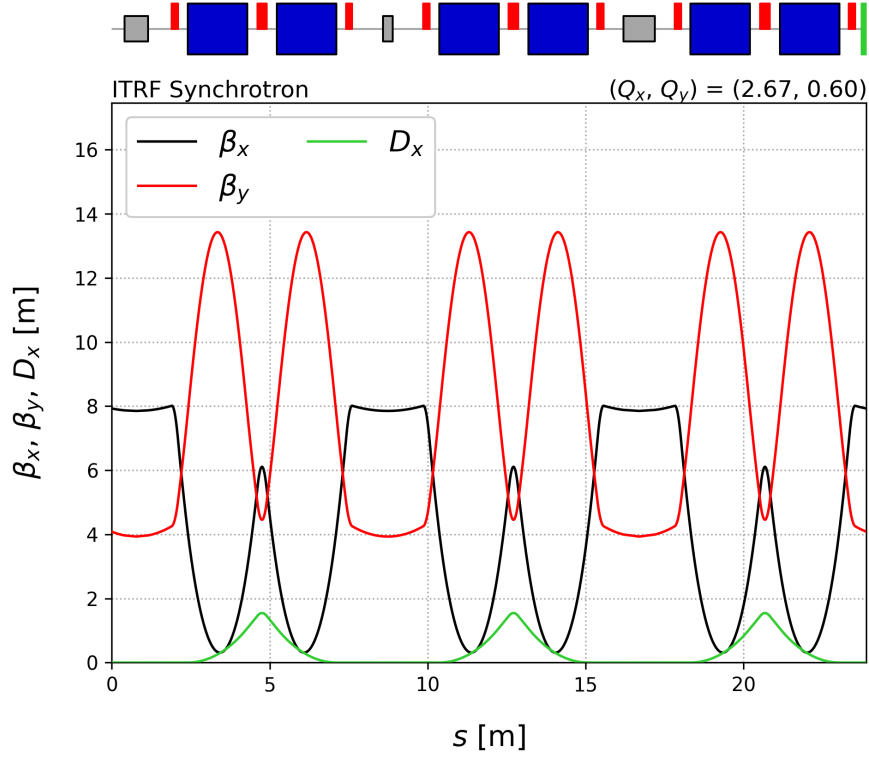 ITRF Synchrotron
(Qx, Qy) = (2.67, 0.60)
βx
Dx
βy
16
14
12
10
8
6
4
2
0
βx, βy, Dx [m]
0
5
10
15
20
s [m]